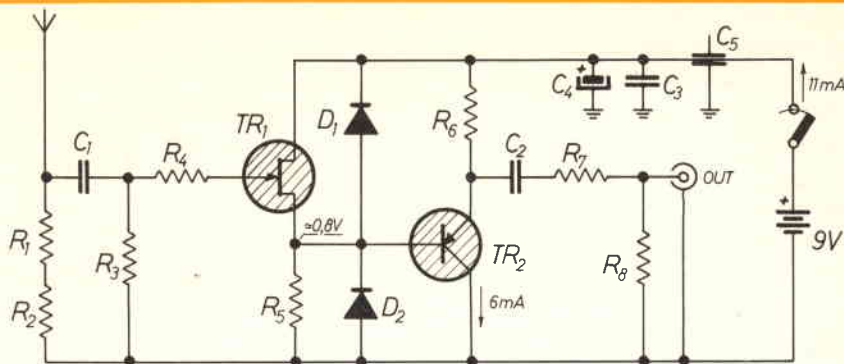 C5
C4
C3
11mA
TR1
D1
R6
C1
R4
C2
R7
OUT
≈0,8V
R1
R3
TR2
9V
R2
R5
D2
6mA
R8
+
+